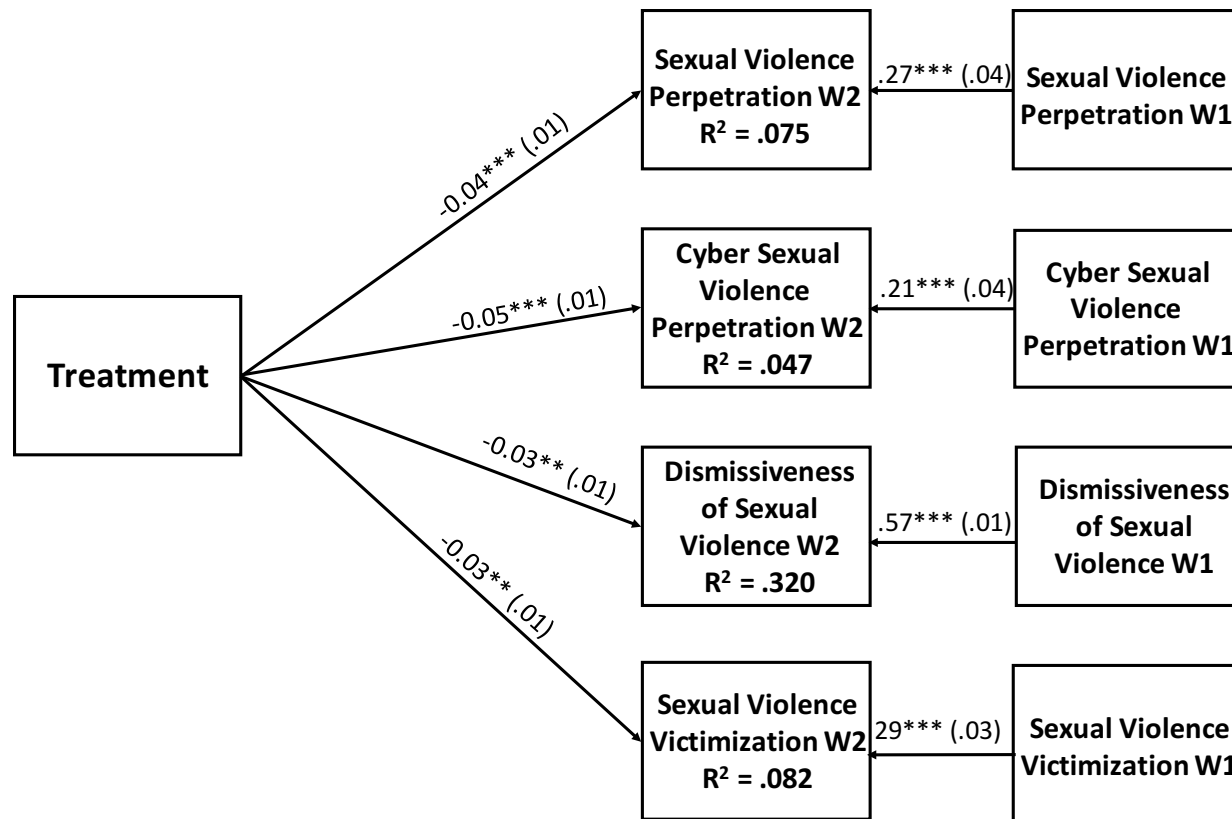 Treatment
-0.04*** (.01)
-0.05*** (.01)
-0.03** (.01)
-0.03** (.01)
Sexual Violence
Perpetration W2
R² = .075
.27*** (.04)
Sexual Violence
Perpetration W1
Cyber Sexual
Violence
Perpetration W2
R² = .047
.21*** (.04)
Cyber Sexual
Violence
Perpetration W1
Dismissiveness
of Sexual
Violence W2
R² = .320
.57*** (.01)
Dismissiveness
of Sexual
Violence W1
Sexual Violence
Victimization W2
R² = .082
29*** (.03)
Sexual Violence
Victimization W1